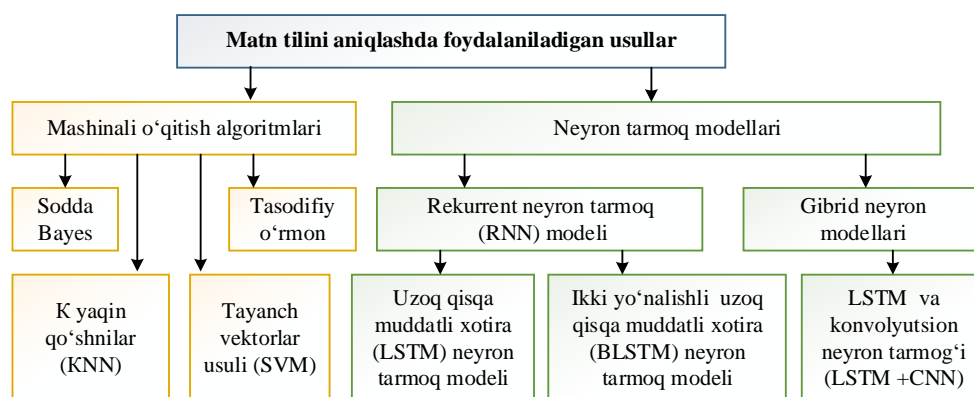 Matn tilini aniqlashda foydalaniladigan usullar
Mashinali o‘qitish algoritmlari
Neyron tarmoq modellari
Sodda
Bayes
Tasodifiy
o‘rmon
Rekurrent neyron tarmoq
(RNN) modeli
Gibrid neyron
modellari
K yaqin
qo‘shnilar
(KNN)
Tayanch
vektorlar
usuli (SVM)
Uzoq qisqa
muddatli xotira
(LSTM) neyron
tarmoq modeli
Ikki yo‘nalishli uzoq
qisqa muddatli xotira
(BLSTM) neyron
tarmoq modeli
LSTM va
konvolyutsion
neyron tarmog‘i
(LSTM +CNN)